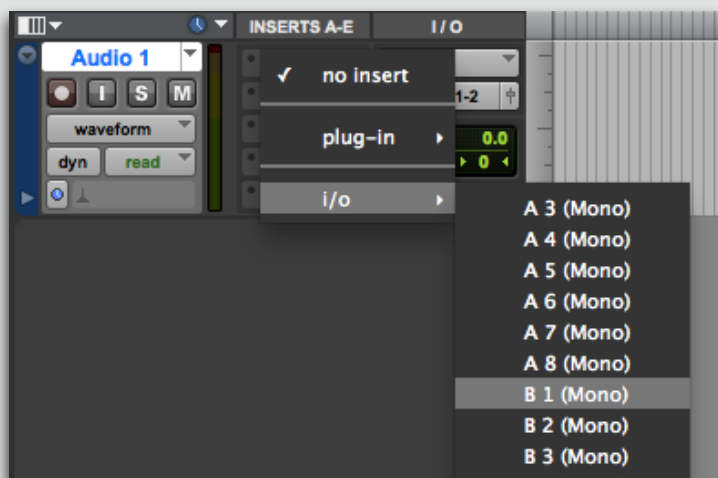 INSERTS A-E
I / O
Audio 1
no insert
I S M
1-2
waveform
plug-in
0.0
dyn
read
0
i/o
A 3 (Mono)
A 4 (Mono)
A 5 (Mono)
A 6 (Mono)
A 7 (Mono)
A 8 (Mono)
B 1 (Mono)
B 2 (Mono)
B 3 (Mono)